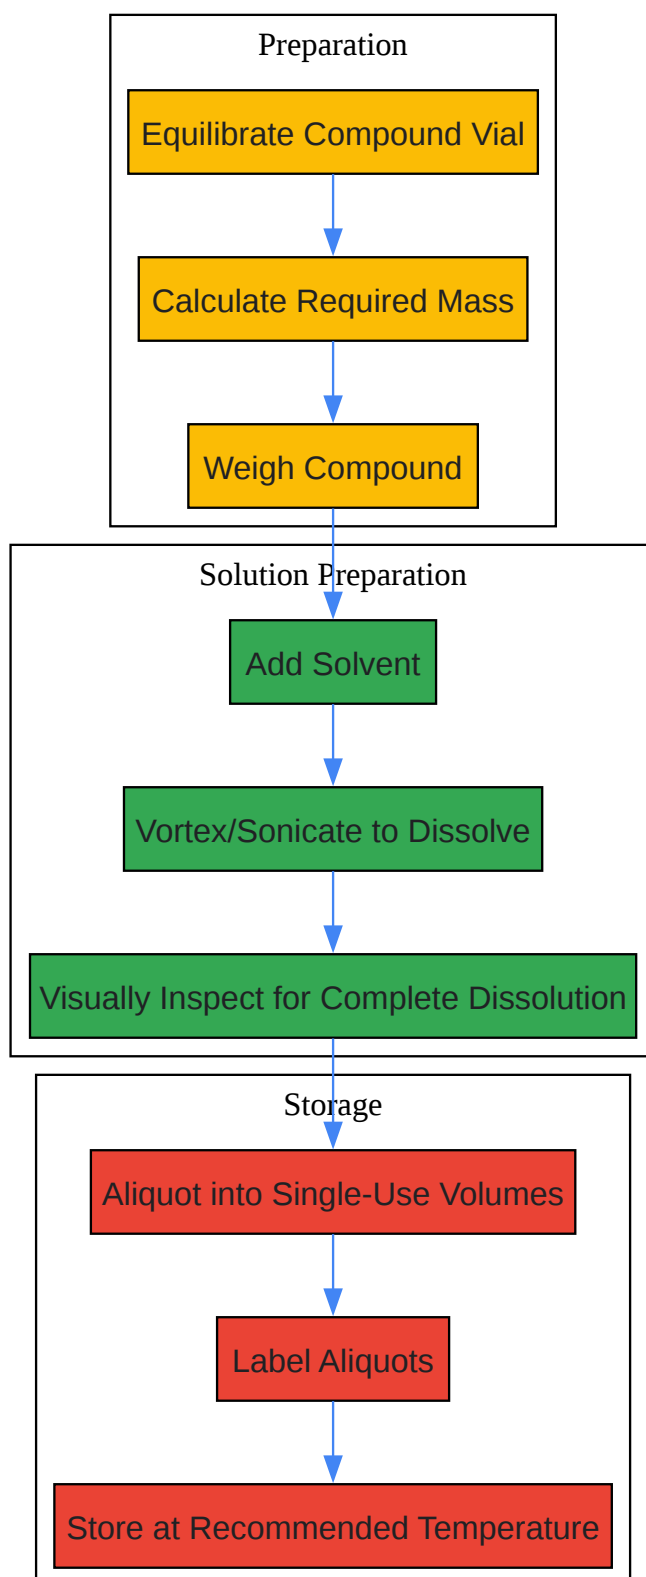 Preparation
Equilibrate Compound Vial
Calculate Required Mass
Weigh Compound
Solution Preparation
Add Solvent
Vortex/Sonicate to Dissolve
Visually Inspect for Complete Dissolution
Storage
Aliquot into Single-Use Volumes
Label Aliquots
Store at Recommended Temperature